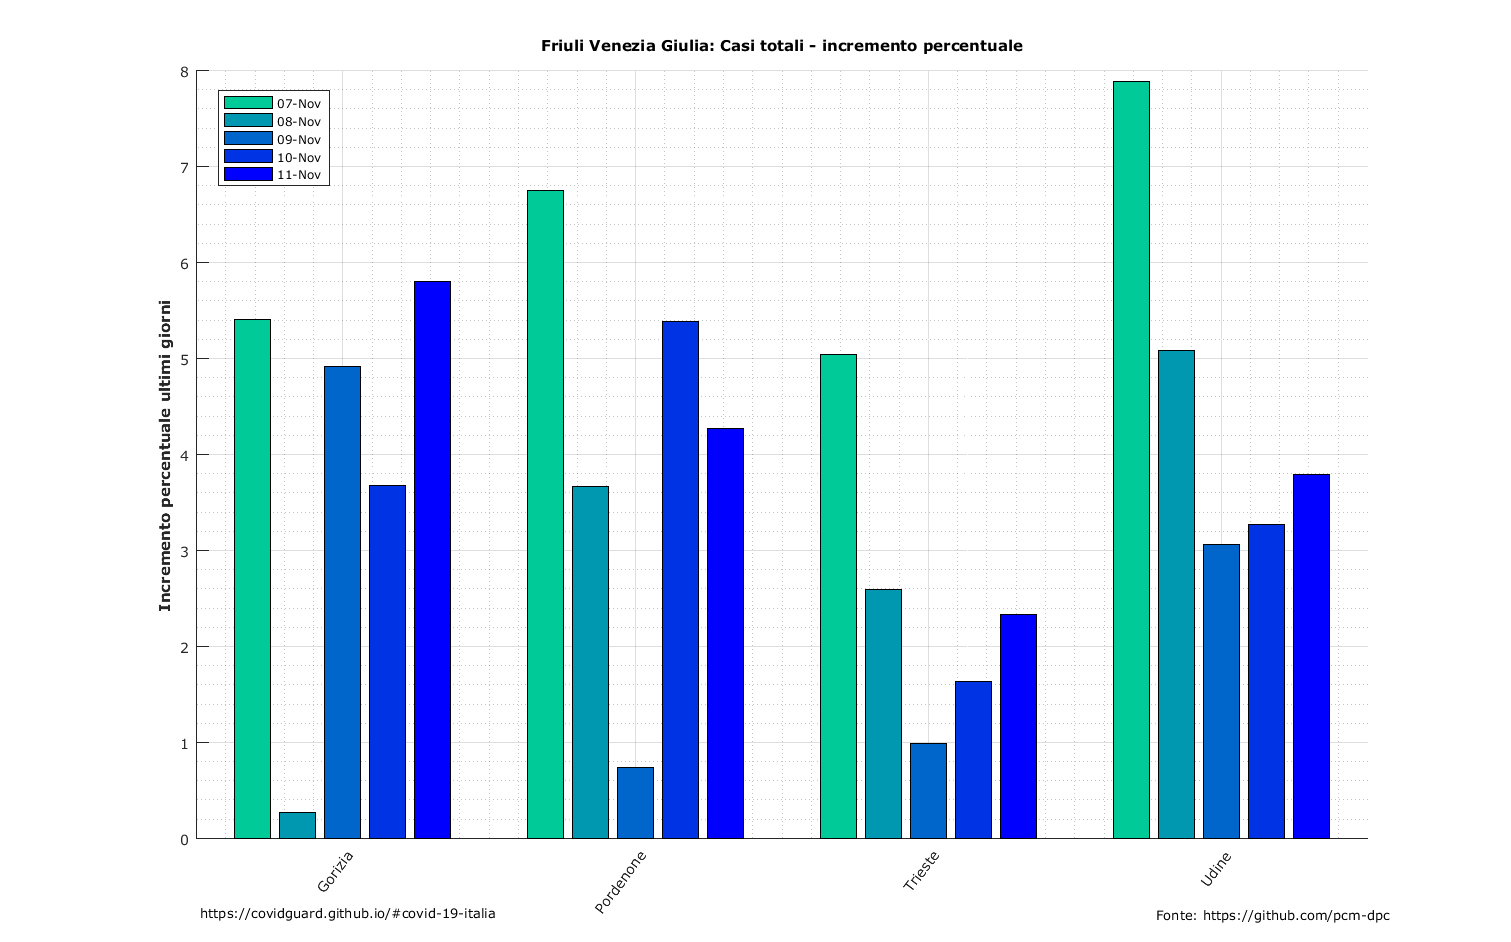 Friuli Venezia Giulia: Casi totali - incremento percentuale
8
7
6
5
4
3
2
1
0
Incremento percentuale ultimi giorni
07-Nov
08-Nov
09-Nov
10-Nov
11-Nov
Gorizia
Pordenone
Trieste
Udine
https://covidguard.github.io/#covid-19-italia
Fonte: https://github.com/pcm-dpc